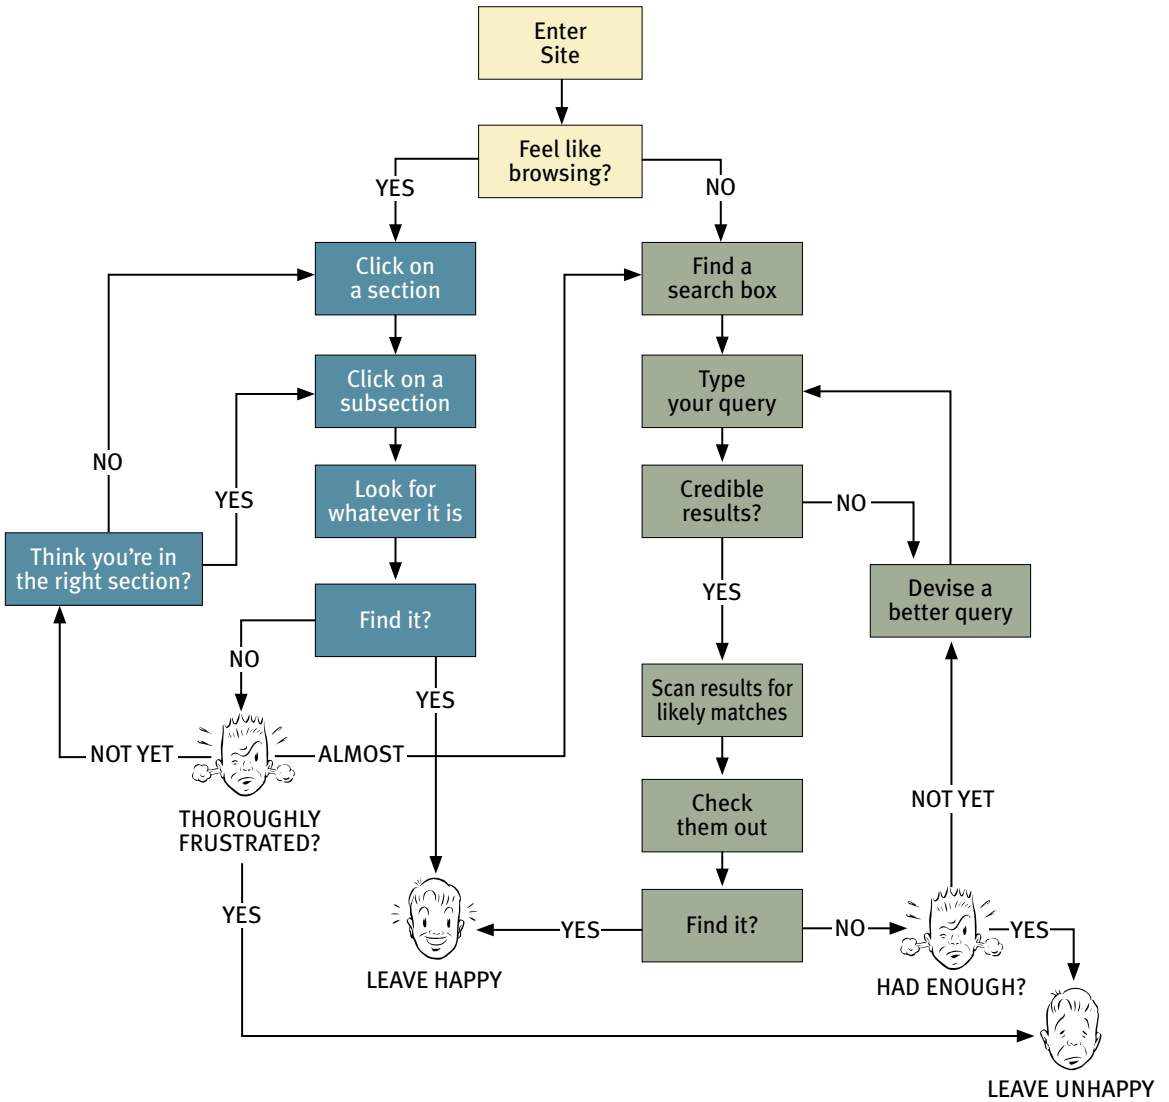 Enter
Site
Feel like
browsing?
YES
NO
Click on
a section
Find a
search box
Click on a
subsection
Type
your query
NO
YES
Look for
whatever it is
Credible
results?
NO
Think you’re in
the right section?
Find it?
YES
Devise a
better query
NO
YES
Scan results for
likely matches
NOT YET
ALMOST
THOROUGHLY
FRUSTRATED?
Check
them out
NOT YET
YES
YES
Find it?
NO
YES
LEAVE HAPPY
HAD ENOUGH?
LEAVE UNHAPPY